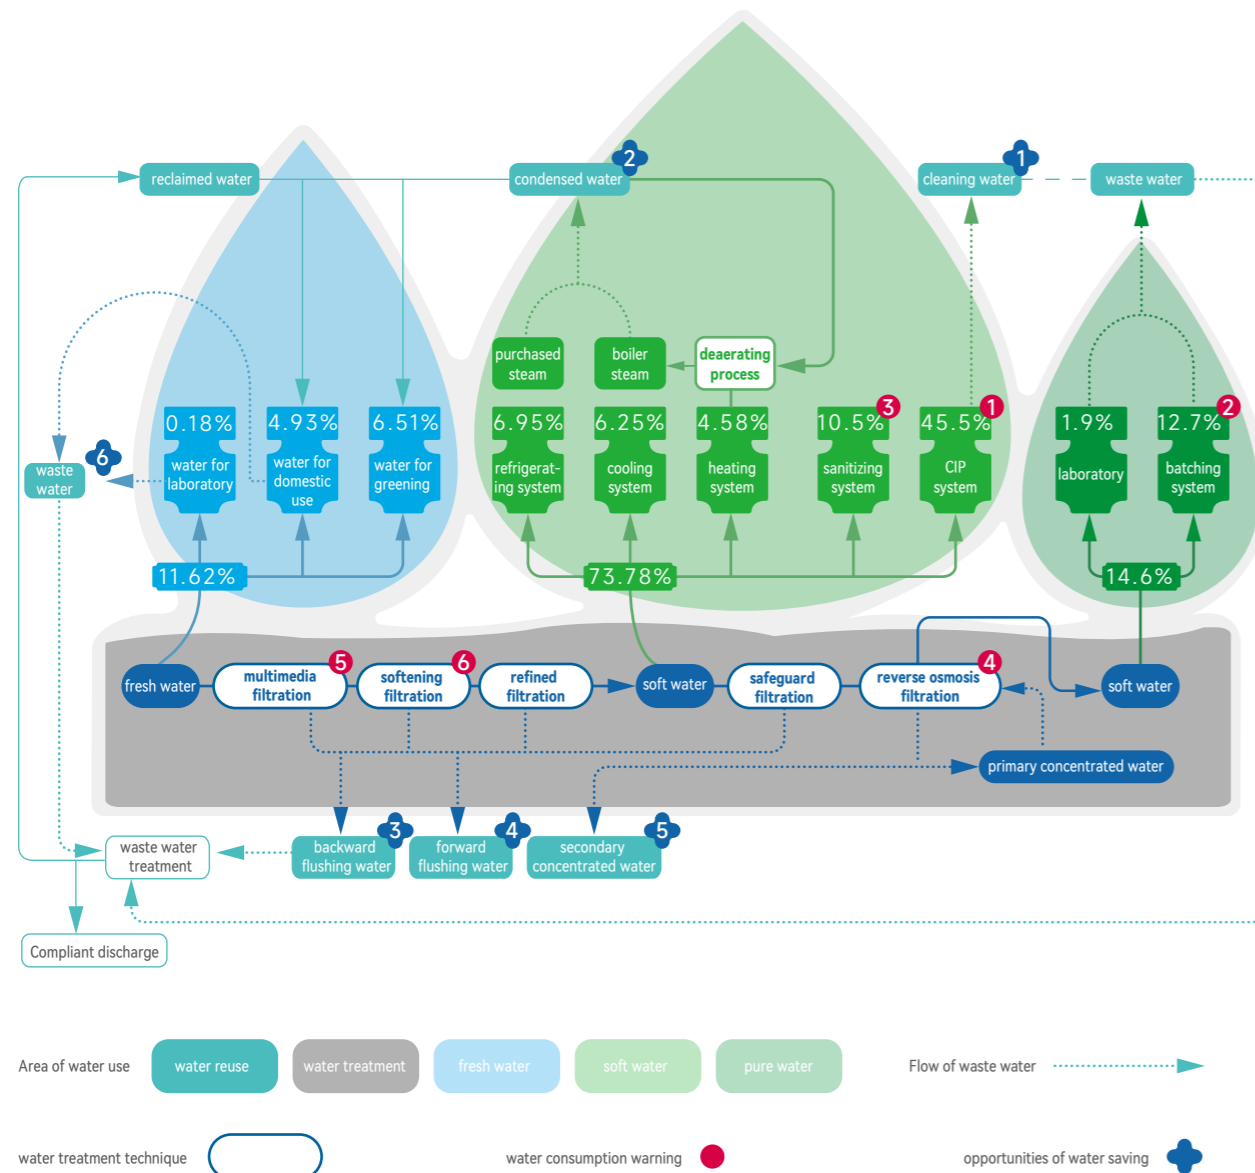 2
1
reclaimed water
condensed water
cleaning water
waste water
purchased
steam
boiler
steam
deaerating
process
3
1
2
0.18%
4.93%
6.51%
6.95%
6.25%
4.58%
10.5%
45.5%
1.9%
12.7%
water for
laboratory
water for
domestic
use
water for
greening
refrigerat-
ing system
cooling
system
heating
system
sanitizing
system
CIP
system
laboratory
batching
system
6
waste
water
11.62%
73.78%
14.6%
5
6
4
fresh water
multimedia
filtration
softening
filtration
refined
filtration
soft water
safeguard
filtration
reverse osmosis
filtration
soft water
primary concentrated water
3
4
5
waste water
treatment
backward
flushing water
forward
flushing water
secondary
concentrated water
Compliant discharge
Area of water use
water reuse
water treatment
fresh water
soft water
pure water
Flow of waste water
water treatment technique
water consumption warning
opportunities of water saving